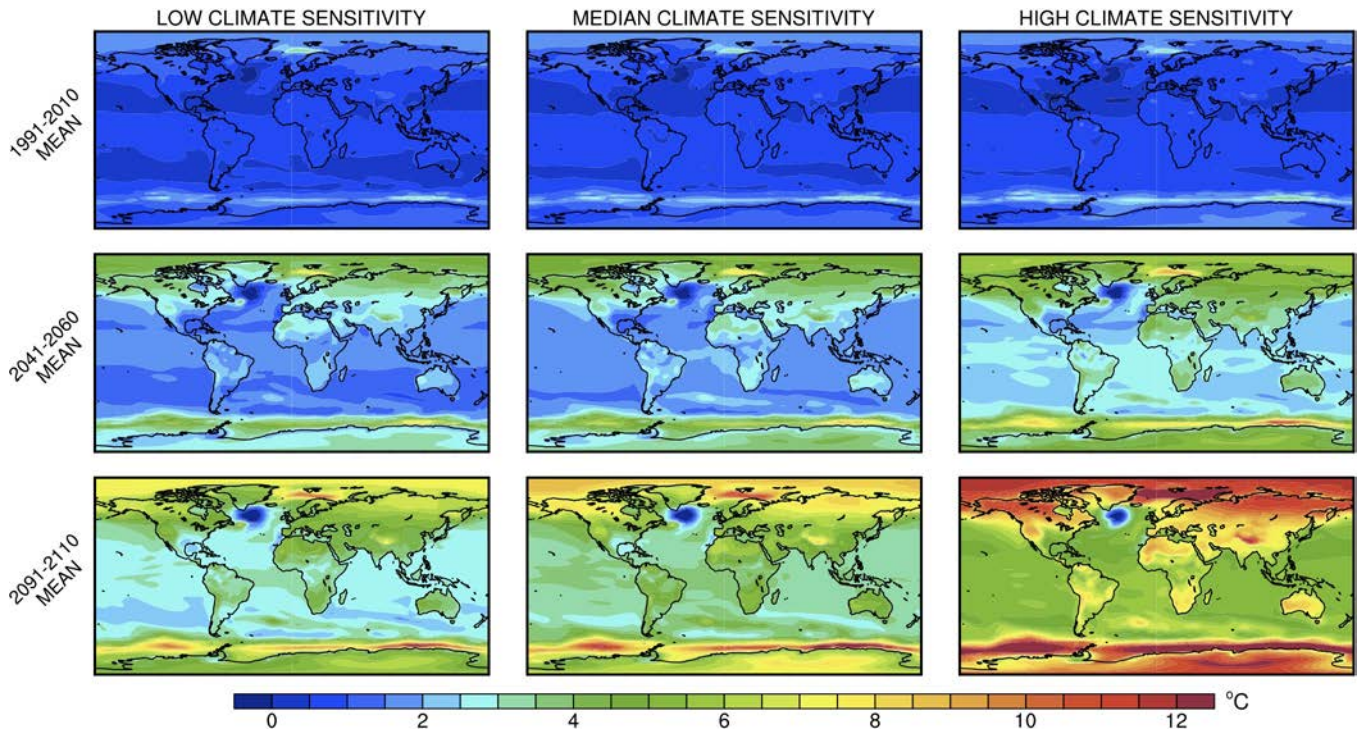 LOW CLIMATE SENSITIVITY MEDIAN CLIMATE SENSITIVITY HIGH CLIMATE SENSITIVITY
1991-2010
MEAN
2041-2060
MEAN
2091-2110
MEAN
0 2 4 6 8 10 12 °C